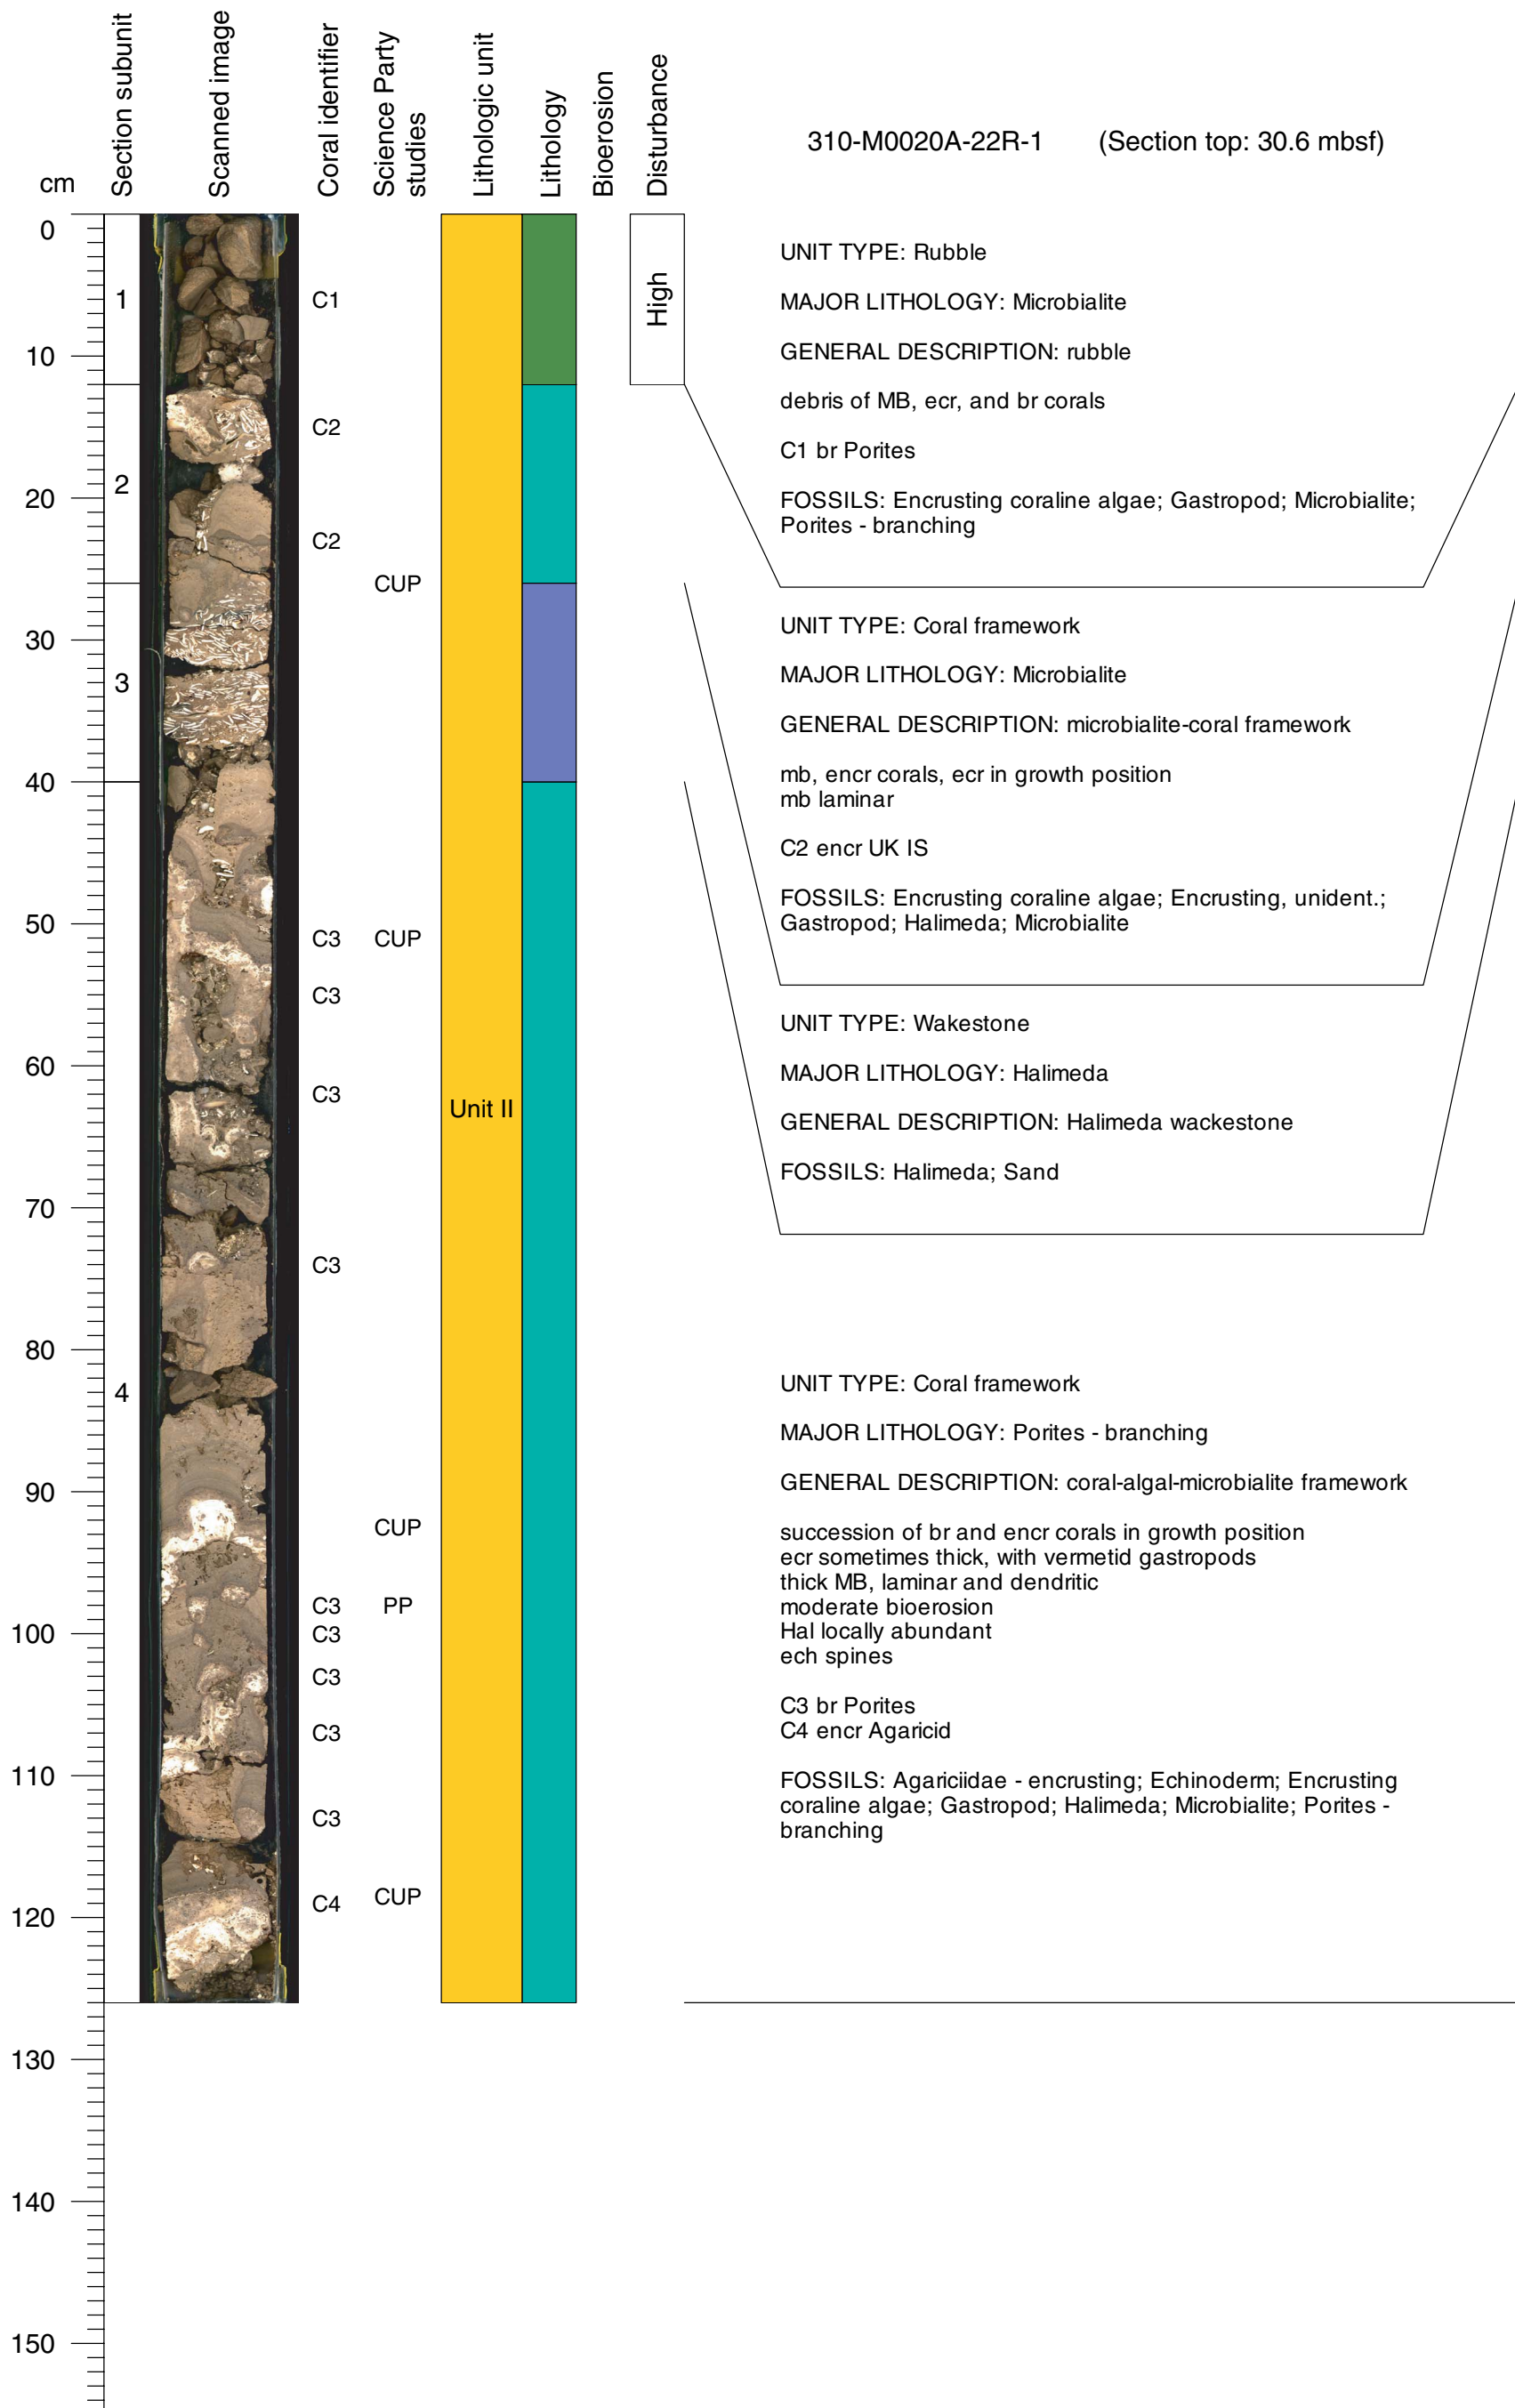 Section subunit
Scanned image
Coral identifier
Science Party
studies
Lithologic unit
Lithology
Bioerosion
Disturbance
310-M0020A-22R-1 (Section top: 30.6 mbsf)
cm
0
10
20
30
40
50
60
70
80
90
100
110
120
130
140
150
1
2
3
4
C1
C2
C2
C3
C3
C3
C3
C3
C3
C3
C3
C3
C4
CUP
CUP
CUP
PP
CUP
Unit II
High
UNIT TYPE: Rubble
MAJOR LITHOLOGY: Microbialite
GENERAL DESCRIPTION: rubble
debris of MB, ecr, and br corals
C1 br Porites
FOSSILS: Encrusting coraline algae; Gastropod; Microbialite;
Porites - branching
UNIT TYPE: Coral framework
MAJOR LITHOLOGY: Microbialite
GENERAL DESCRIPTION: microbialite-coral framework
mb, encr corals, ecr in growth position
mb laminar
C2 encr UK IS
FOSSILS: Encrusting coraline algae; Encrusting, unident.;
Gastropod; Halimeda; Microbialite
UNIT TYPE: Wakestone
MAJOR LITHOLOGY: Halimeda
GENERAL DESCRIPTION: Halimeda wackestone
FOSSILS: Halimeda; Sand
UNIT TYPE: Coral framework
MAJOR LITHOLOGY: Porites - branching
GENERAL DESCRIPTION: coral-algal-microbialite framework
succession of br and encr corals in growth position
ecr sometimes thick, with vermetid gastropods
thick MB, laminar and dendritic
moderate bioerosion
Hal locally abundant
ech spines
C3 br Porites
C4 encr Agaricid
FOSSILS: Agariciidae - encrusting; Echinoderm; Encrusting
coraline algae; Gastropod; Halimeda; Microbialite; Porites -
branching